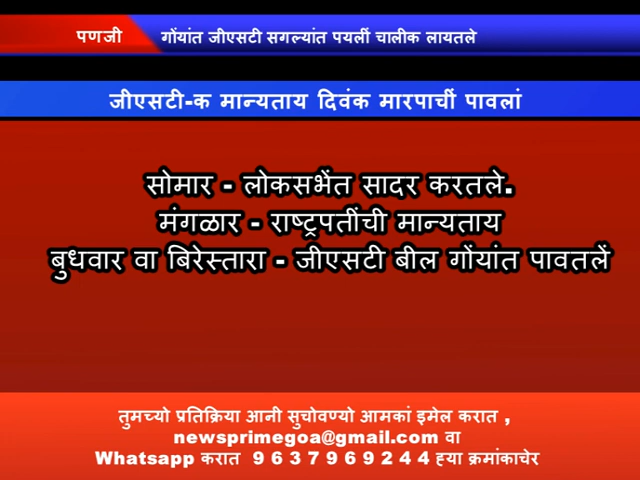 पणजी
गोंयांत जीएसटी सगल्यांत पयलीं चालीक लायतले
जीएसटी-क मान्यताय दिवंक मारपाचीं पावलां
सोमार - लोकसभेंत सादर करतले.
मंगळार - राष्ट्रपतींची मान्यताय
बुधवार वा बिरेस्तारा - जीएसटी बील गोंयांत पावतलें
तुमच्यो प्रतिक्रिया आनी सुचोवण्यो आमकां इमेल करात ,
newsprimegoa@gmail.com वा
Whatsapp करात 9 6 3 7 9 6 9 2 4 4 ह्या क्रमांकाचेर